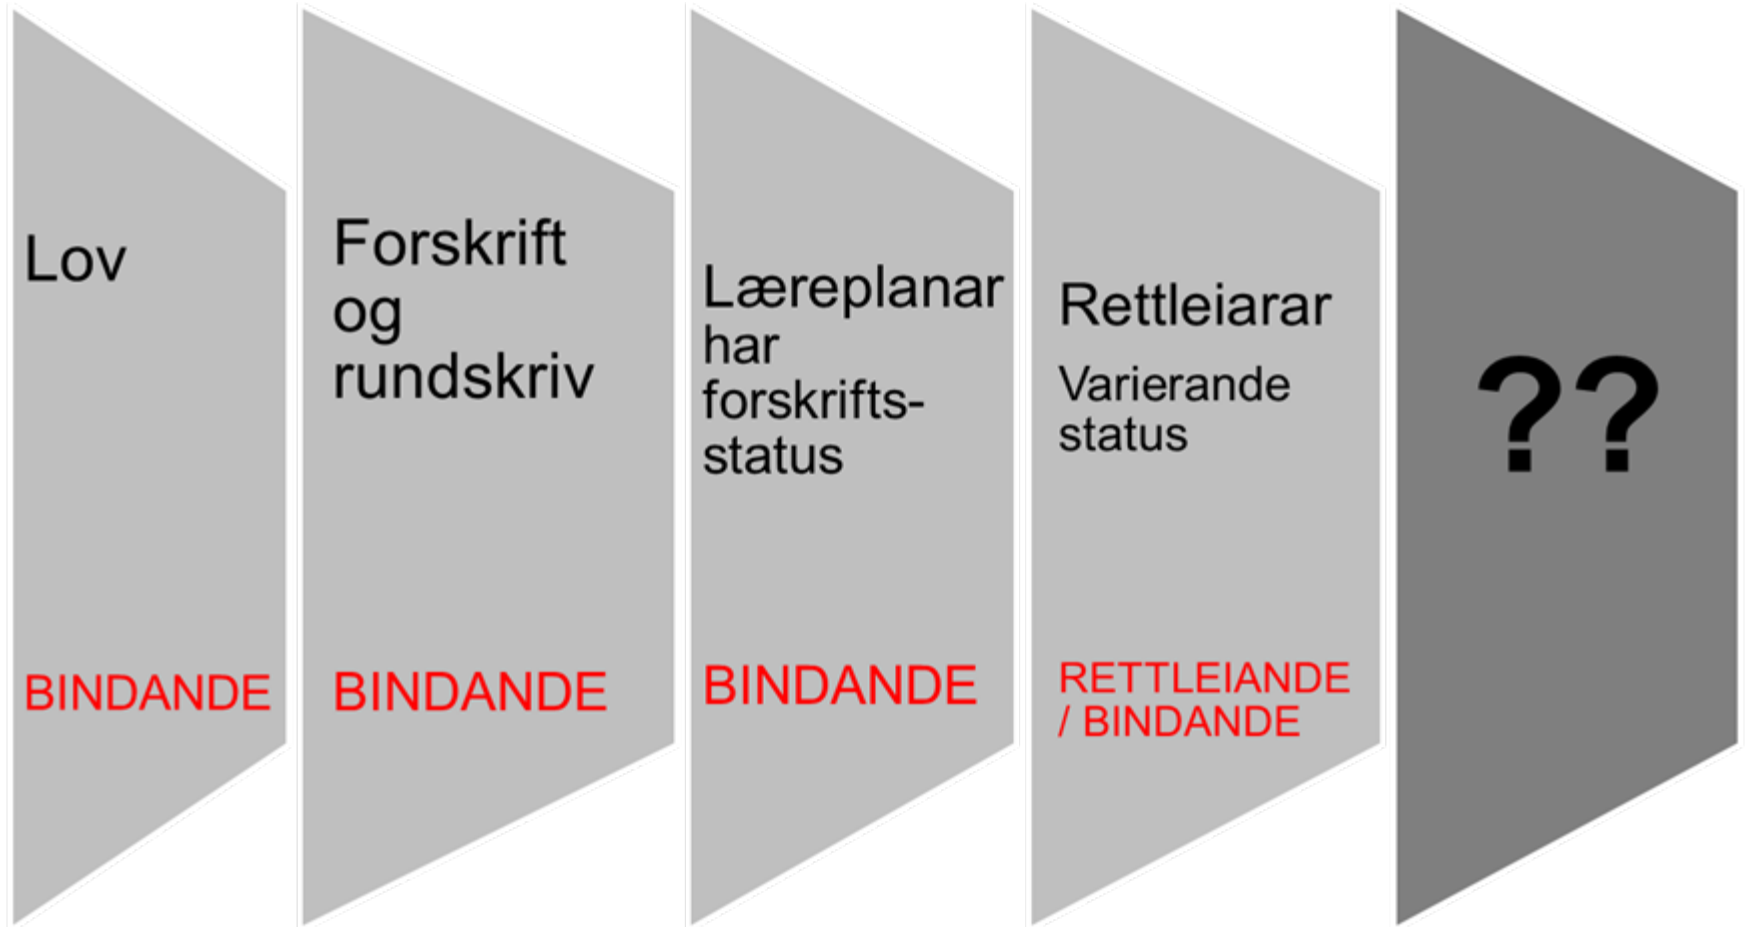 Lov
BINDANDE
Forskrift
og
rundskriv
BINDANDE
Læreplanar
har
forskrifts-
status
BINDANDE
Rettleiarar
Varierande
status
RETTLEIANDE
/ BINDANDE
??